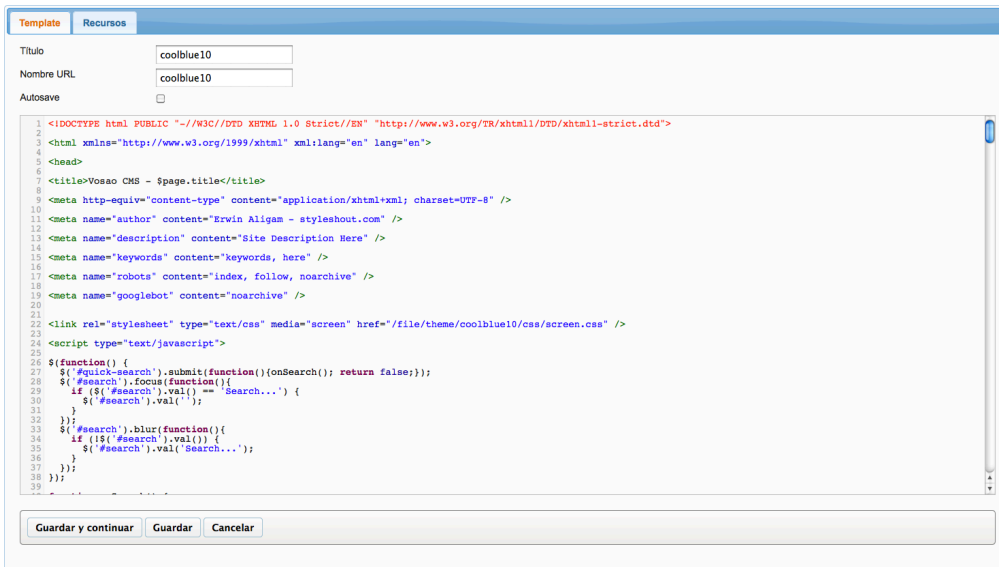 Template Recursos
Título coolblue10
Nombre URL coolblue10
Autosave
1 <!DOCTYPE html PUBLIC "-//W3C//DTD XHTML 1.0 Strict//EN" "http://www.w3.org/TR/xhtml1/DTD/xhtml1-strict.dtd">
2
3 <html xmlns="http://www.w3.org/1999/xhtml" xml:lang="en" lang="en">
4
5 <head>
6
7 <title>Vosao CMS - $page.title</title>
8
9 <meta http-equiv="content-type" content="application/xhtml+xml; charset=UTF-8" />
10
11 <meta name="author" content="Erwin Aligam - styleshout.com" />
12
13 <meta name="description" content="Site Description Here" />
14
15 <meta name="keywords" content="keywords, here" />
16
17 <meta name="robots" content="index, follow, noarchive" />
18
19 <meta name="googlebot" content="noarchive" />
20
21
22 <link rel="stylesheet" type="text/css" media="screen" href="/file/theme/coolblue10/css/screen.css" />
23
24 <script type="text/javascript">
25
26 $(function() {
27   $('#quick-search').submit(function(){onSearch(); return false;});
28   $('#search').focus(function(){
29     if ($('#search').val() == 'Search...') {
30       $('#search').val('');
31     }
32   });
33   $('#search').blur(function(){
34     if (!$('#search').val()) {
35       $('#search').val('Search...');
36     }
37   });
38 });
39
Guardar y continuar Guardar Cancelar